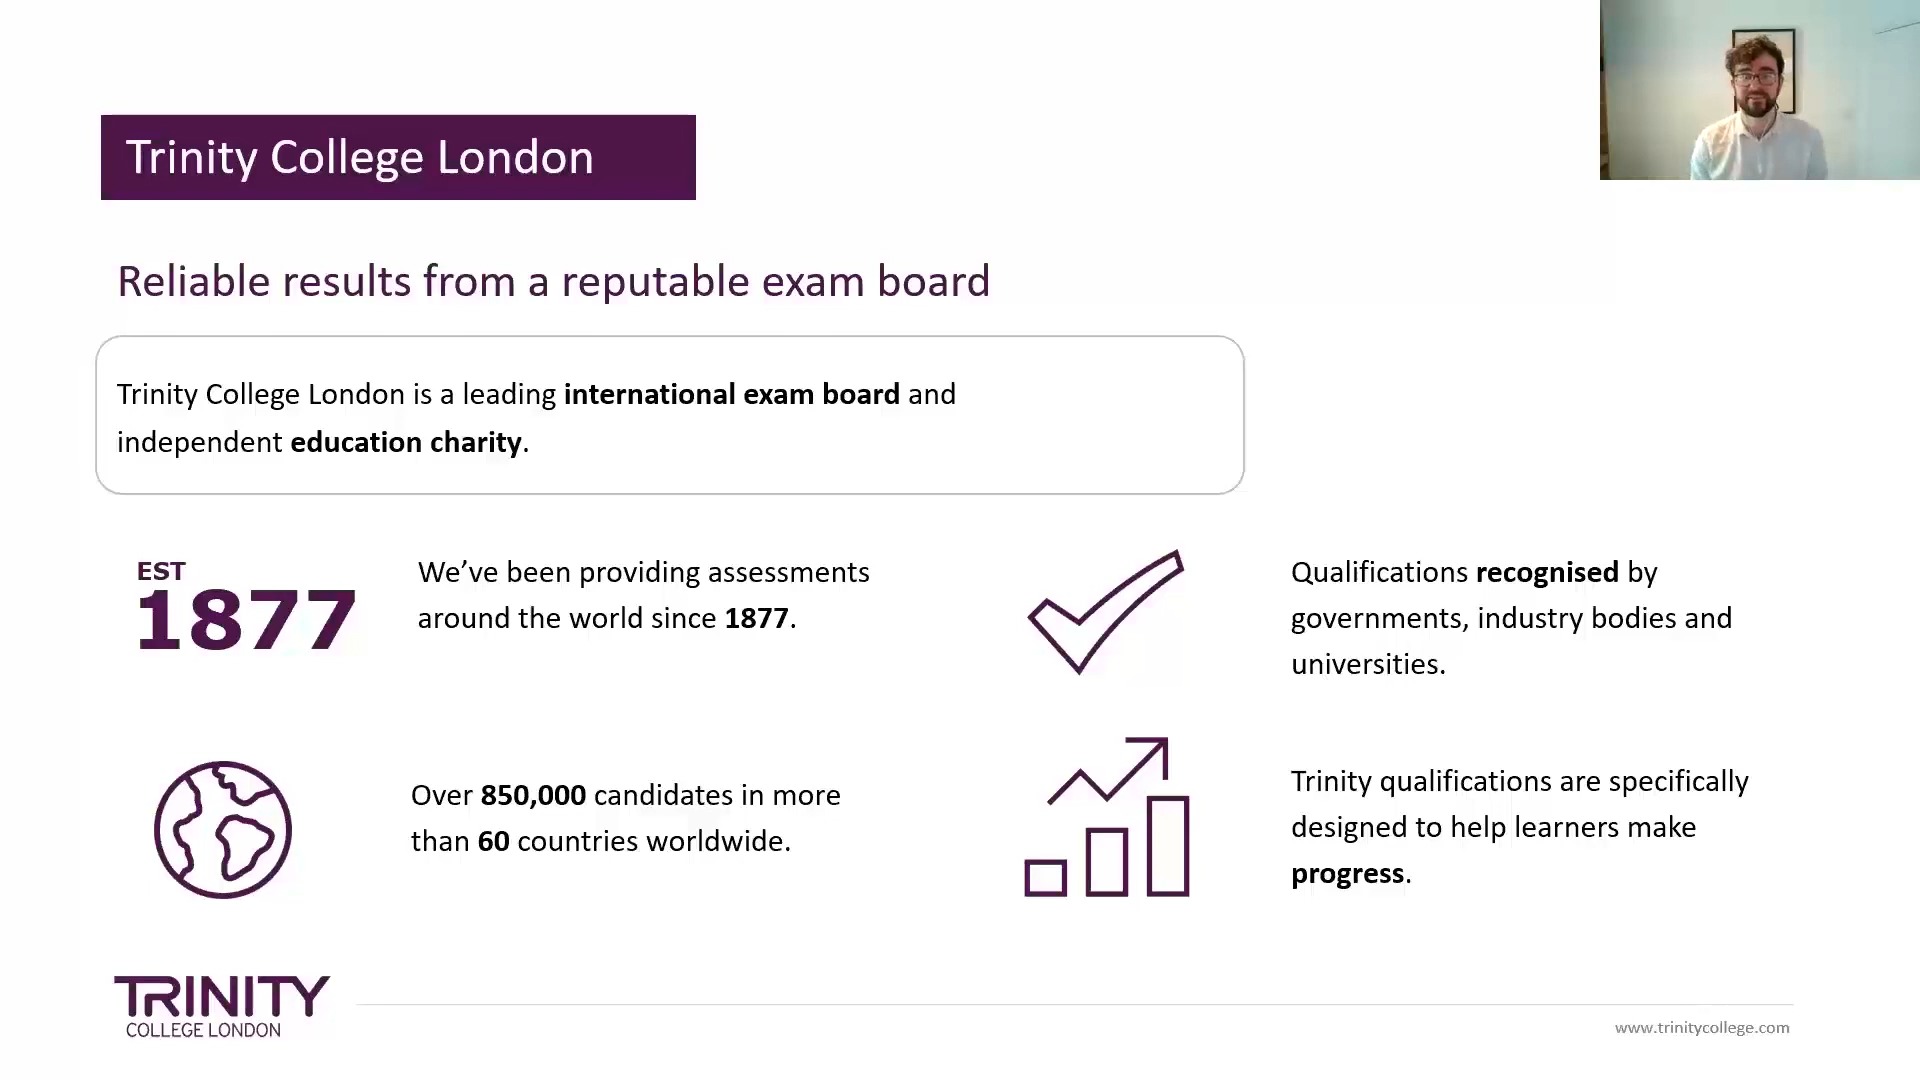 Trinity College London
Reliable results from a reputable exam board
Trinity College London is a leading international exam board and
independent education charity.
EST
1877
We’ve been providing assessments
around the world since 1877.
Qualifications recognised by
governments, industry bodies and
universities.
Over 850,000 candidates in more
than 60 countries worldwide.
Trinity qualifications are specifically
designed to help learners make
progress.
TRINITY
COLLEGE LONDON
www.trinitycollege.com